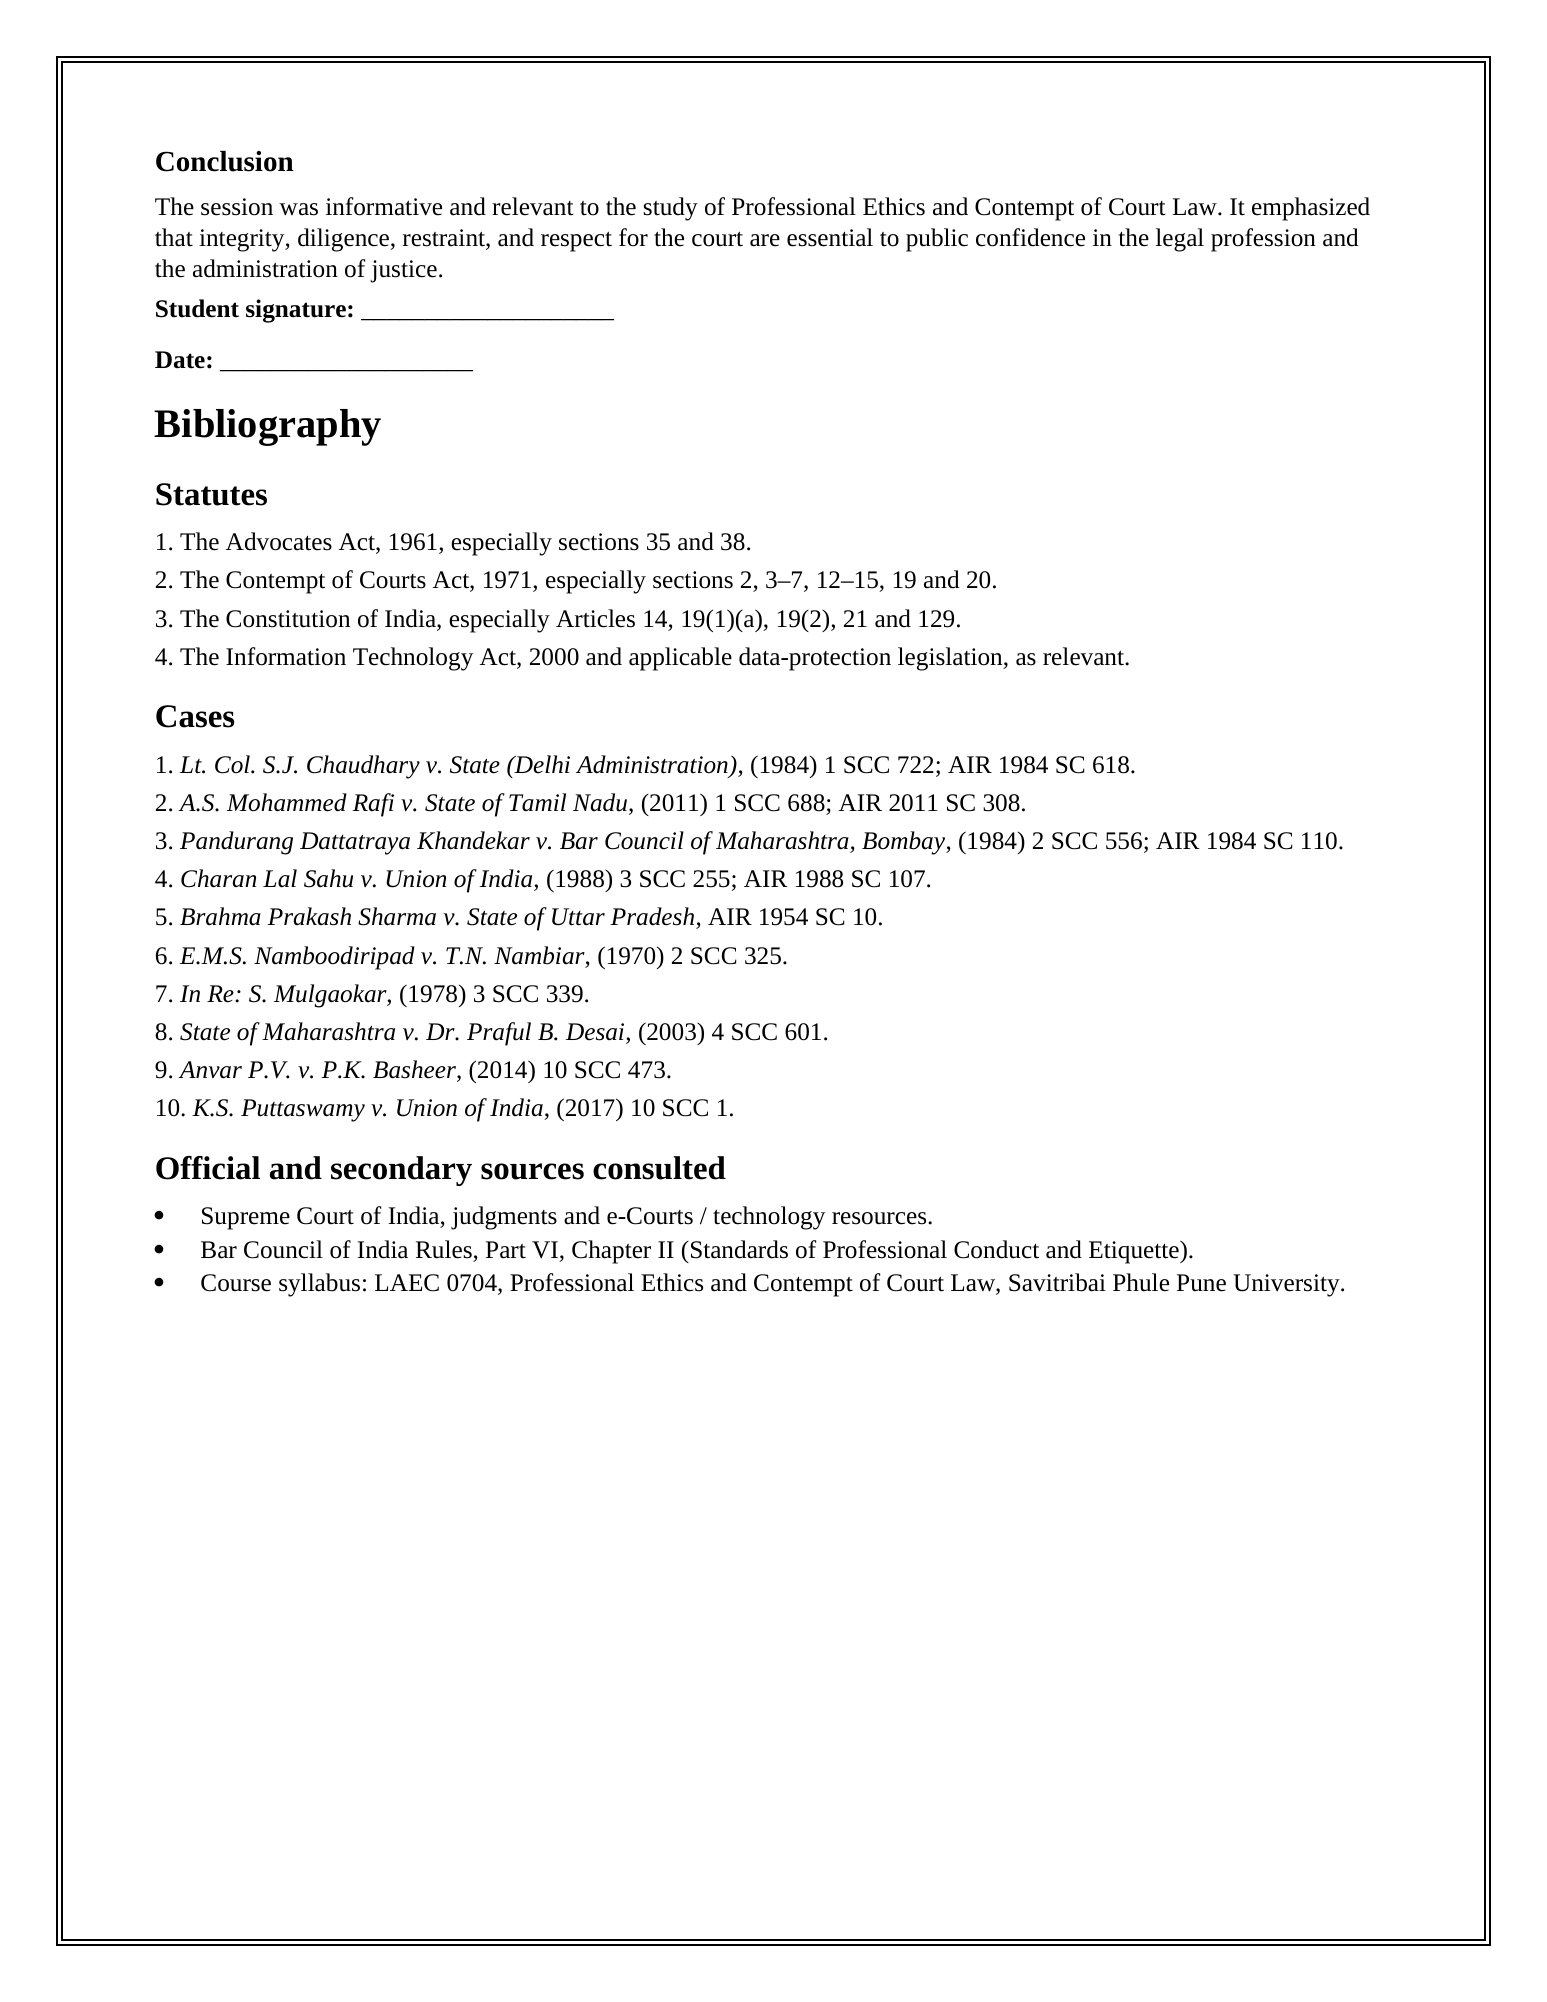 Conclusion
The session was informative and relevant to the study of Professional Ethics and Contempt of Court Law. It emphasized
that integrity, diligence, restraint, and respect for the court are essential to public confidence in the legal profession and
the administration of justice.
Student signature: ____________________
Date: ____________________
Bibliography
Statutes
1. The Advocates Act, 1961, especially sections 35 and 38.
2. The Contempt of Courts Act, 1971, especially sections 2, 3–7, 12–15, 19 and 20.
3. The Constitution of India, especially Articles 14, 19(1)(a), 19(2), 21 and 129.
4. The Information Technology Act, 2000 and applicable data-protection legislation, as relevant.
Cases
1. Lt. Col. S.J. Chaudhary v. State (Delhi Administration), (1984) 1 SCC 722; AIR 1984 SC 618.
2. A.S. Mohammed Rafi v. State of Tamil Nadu, (2011) 1 SCC 688; AIR 2011 SC 308.
3. Pandurang Dattatraya Khandekar v. Bar Council of Maharashtra, Bombay, (1984) 2 SCC 556; AIR 1984 SC 110.
4. Charan Lal Sahu v. Union of India, (1988) 3 SCC 255; AIR 1988 SC 107.
5. Brahma Prakash Sharma v. State of Uttar Pradesh, AIR 1954 SC 10.
6. E.M.S. Namboodiripad v. T.N. Nambiar, (1970) 2 SCC 325.
7. In Re: S. Mulgaokar, (1978) 3 SCC 339.
8. State of Maharashtra v. Dr. Praful B. Desai, (2003) 4 SCC 601.
9. Anvar P.V. v. P.K. Basheer, (2014) 10 SCC 473.
10. K.S. Puttaswamy v. Union of India, (2017) 10 SCC 1.
Official and secondary sources consulted
• Supreme Court of India, judgments and e-Courts / technology resources.
• Bar Council of India Rules, Part VI, Chapter II (Standards of Professional Conduct and Etiquette).
• Course syllabus: LAEC 0704, Professional Ethics and Contempt of Court Law, Savitribai Phule Pune University.